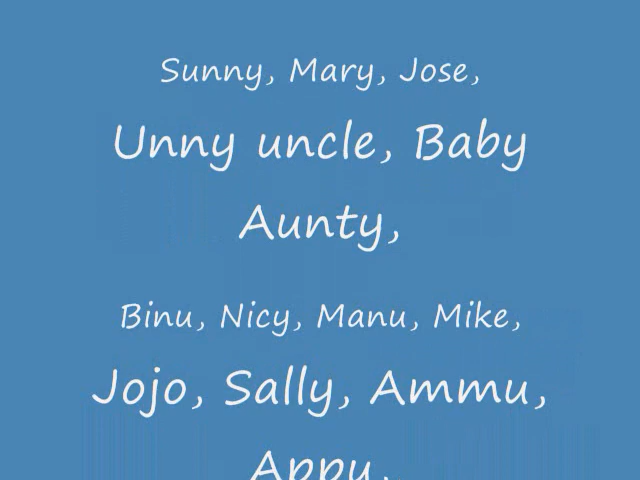 Sunny, Mary, Jose,
Unny uncle, Baby
Aunty,
Binu, Nicy, Manu, Mike,
Jojo, Sally, Ammu,
Appu,